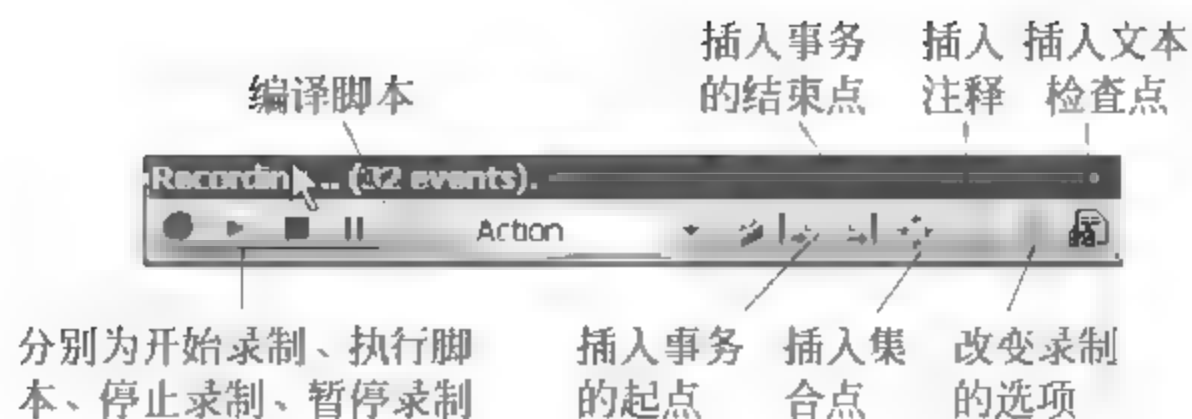 插入事务
的结束点
插入
注释
插入文本
检查点
编译脚本
Recording... (32 events).
Action
分别为开始录制、执行脚
本、停止录制、暂停录制
插入事务
的起点
插入集
合点
改变录制
的选项